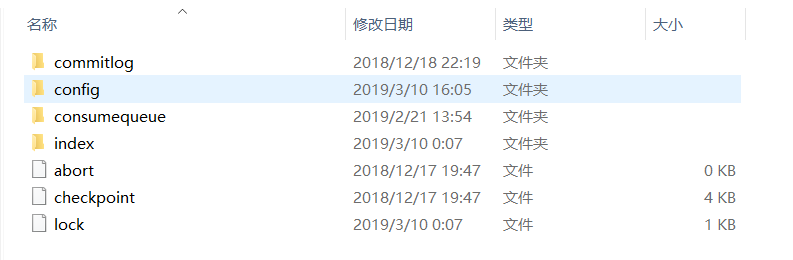 名称 修改日期 类型 大小
commitlog 2018/12/18 22:19 文件夹
config 2019/3/10 16:05 文件夹
consumequeue 2019/2/21 13:54 文件夹
index 2019/3/10 0:07 文件夹
abort 2018/12/17 19:47 文件 0 KB
checkpoint 2018/12/17 19:47 文件 4 KB
lock 2019/3/10 0:07 文件 1 KB